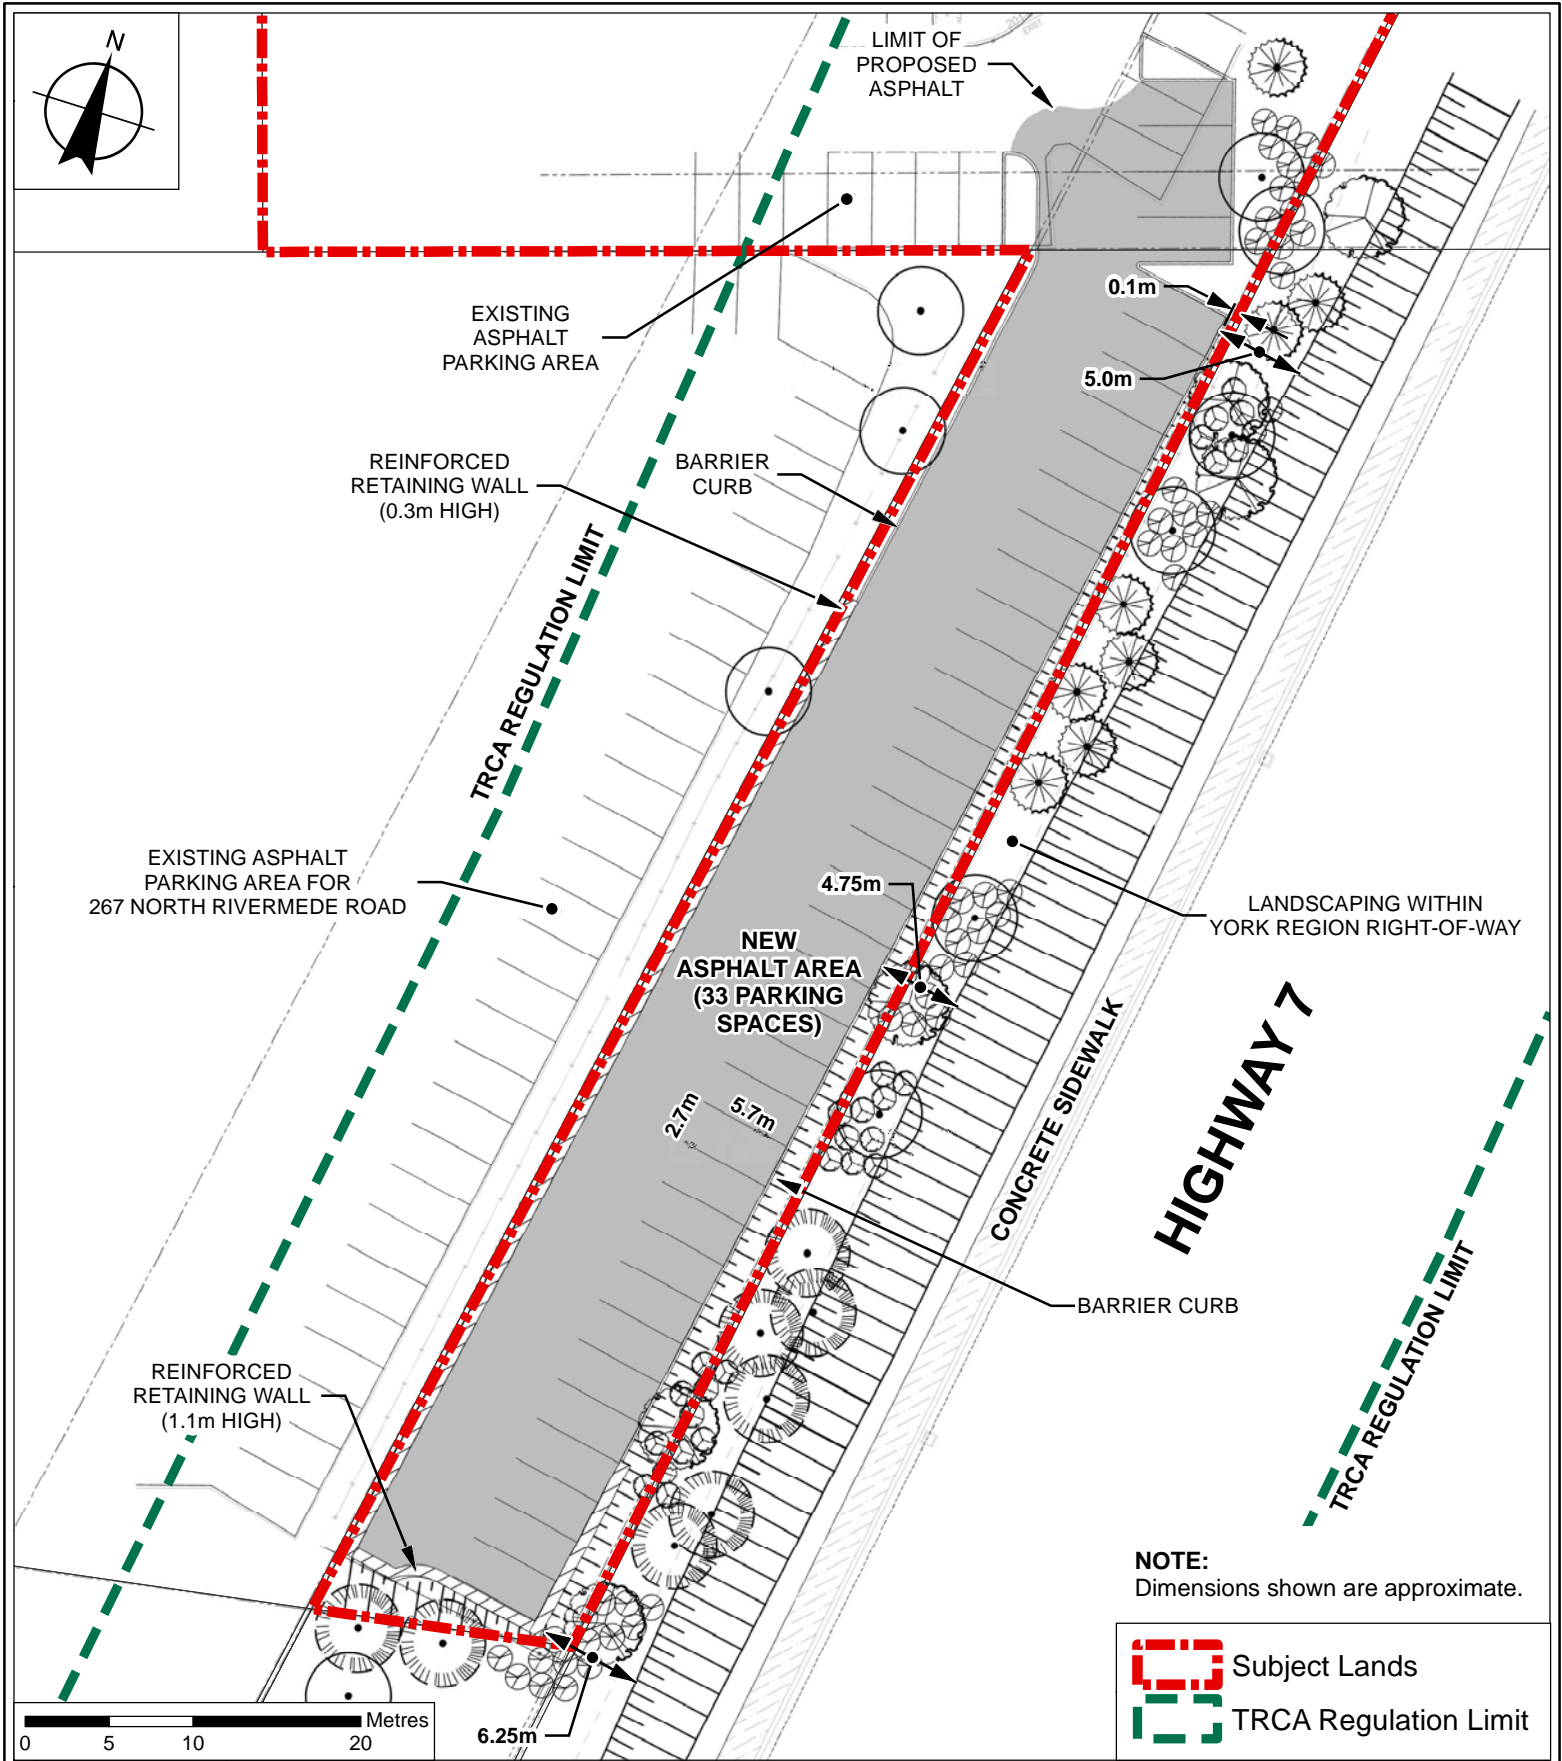 N
LIMIT OF
PROPOSED
ASPHALT
EXIST.
0.1m
EXISTING
ASPHALT
PARKING AREA
5.0m
REINFORCED
RETAINING WALL
(0.3m HIGH)
BARRIER
CURB
TRCA REGULATION LIMIT
EXISTING ASPHALT
PARKING AREA FOR
267 NORTH RIVERMEDE ROAD
4.75m
LANDSCAPING WITHIN
YORK REGION RIGHT-OF-WAY
NEW
ASPHALT AREA
(33 PARKING
SPACES)
2.7m
5.7m
CONCRETE SIDEWALK
HIGHWAY 7
BARRIER CURB
TRCA REGULATION LIMIT
REINFORCED
RETAINING WALL
(1.1m HIGH)
NOTE:
Dimensions shown are approximate.
Subject Lands
TRCA Regulation Limit
6.25m
Metres
0 5 10 20